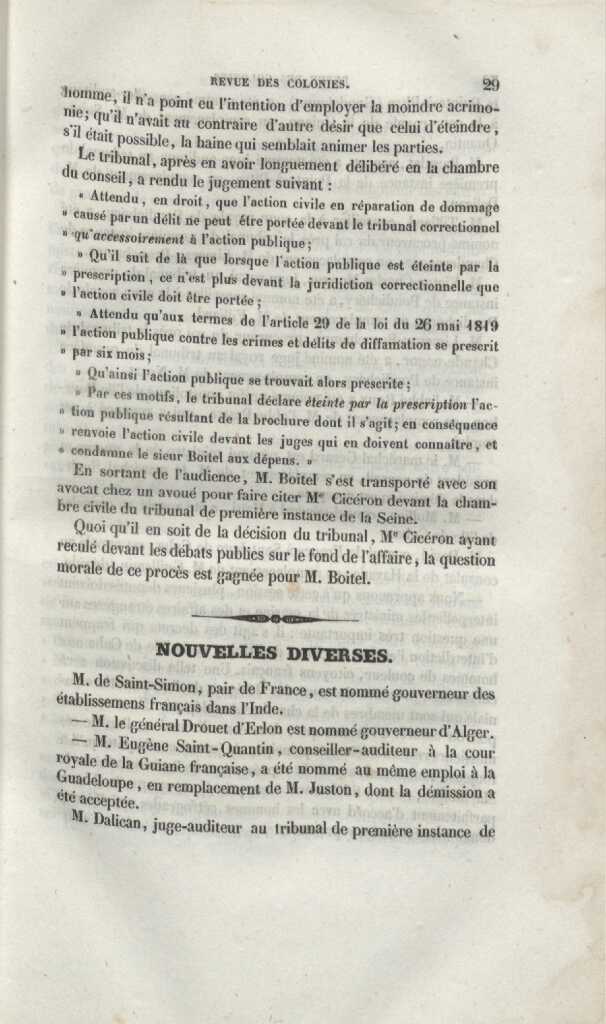 REVUE DES COLONIES. 29
homme, il n'a point eu l'intention d'employer la moindre acrimo-
nie; qu'il n'avait au contraire d'autre désir que celui d'éteindre,
s'il était possible, la haine qui semblait animer les parties.
Le tribunal, après en avoir longuement délibéré en la chambre
du conseil, a rendu le jugement suivant :
« Attendu, en droit, que l'action civile en réparation de dommage
» causé par un délit ne peut être portée devant le tribunal correctionnel
» qu'accessoirement à l'action publique;
» Qu'il suit de là que lorsque l'action publique est éteinte par la
» prescription, ce n'est plus devant la juridiction correctionnelle que
» l'action civile doit être portée;
» Attendu qu'aux termes de l'article 29 de la loi du 26 mai 1819
» l'action publique contre les crimes et délits de diffamation se prescrit
» par six mois;
» Qu'ainsi l'action publique se trouvait alors prescrite;
» Par ces motifs, le tribunal déclare éteinte par la prescription l'ac-
» tion publique résultant de la brochure dont il s'agit; en conséquence
» renvoie l'action civile devant les juges qui en doivent connaître, et
» condamne le sieur Boitel aux dépens. »
En sortant de l'audience, M. Boitel s'est transporté avec son
avocat chez un avoué pour faire citer Me Cicéron devant la cham-
bre civile du tribunal de première instance de la Seine.
Quoi qu'il en soit de la décision du tribunal, Me Cicéron ayant
reculé devant les débats publics sur le fond de l'affaire, la question
morale de ce procès est gagnée pour M. Boitel.
NOUVELLES DIVERSES.
M. de Saint-Simon, pair de France, est nommé gouverneur des
établissemens français dans l'Inde.
— M. le général Drouet d'Erlon est nommé gouverneur d'Alger.
— M. Eugène Saint-Quantin, conseiller-auditeur à la cour
royale de la Guiane française, a été nommé au même emploi à la
Guadeloupe, en remplacement de M. Juston, dont la démission a
été acceptée.
M. Dalican, juge-auditeur au tribunal de première instance de